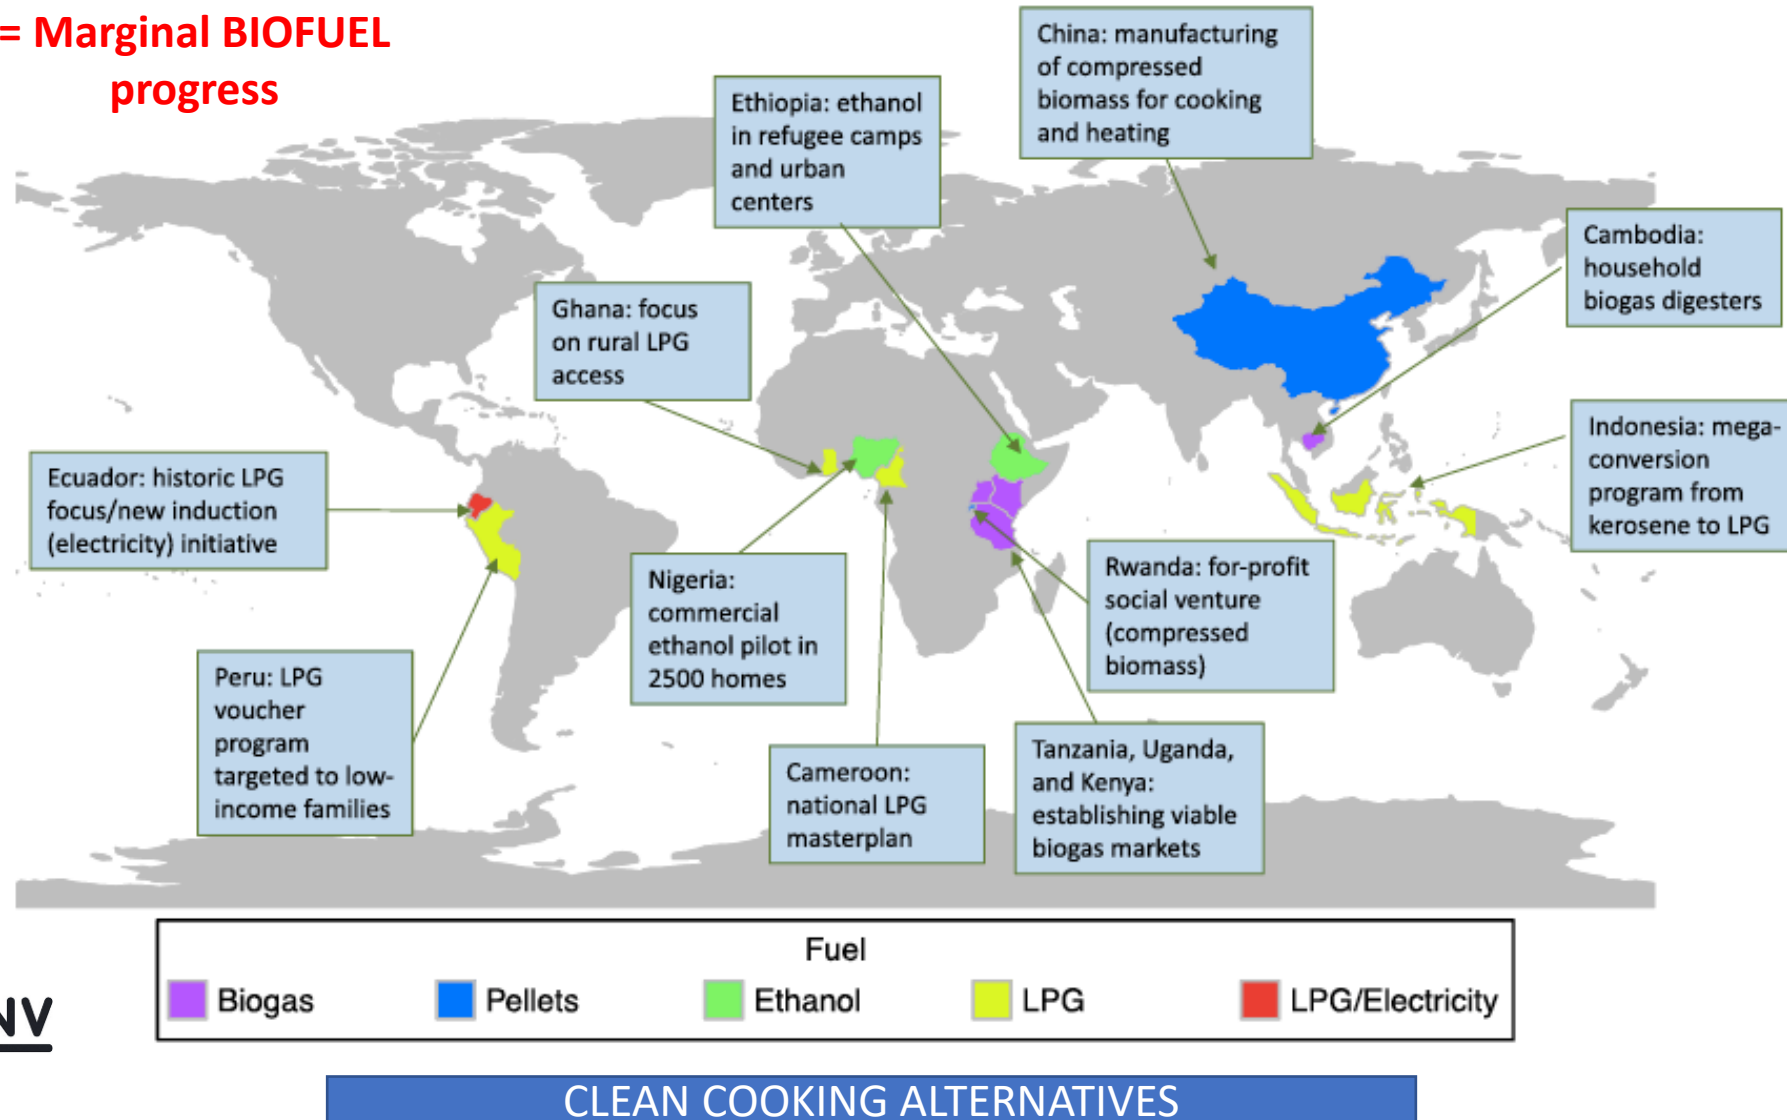 = Marginal BIOFUEL
progress
China: manufacturing
of compressed
biomass for cooking
and heating
Ethiopia: ethanol
in refugee camps
and urban
centers
Cambodia:
household
biogas digesters
Ghana: focus
on rural LPG
access
Indonesia: mega-
conversion
program from
kerosene to LPG
Ecuador: historic LPG
focus/new induction
(electricity) initiative
Nigeria:
commercial
ethanol pilot in
2500 homes
Rwanda: for-profit
social venture
(compressed
biomass)
Peru: LPG
voucher
program
targeted to low-
income families
Cameroon:
national LPG
masterplan
Tanzania, Uganda,
and Kenya:
establishing viable
biogas markets
Fuel
Biogas
Pellets
Ethanol
LPG
LPG/Electricity
NV
CLEAN COOKING ALTERNATIVES